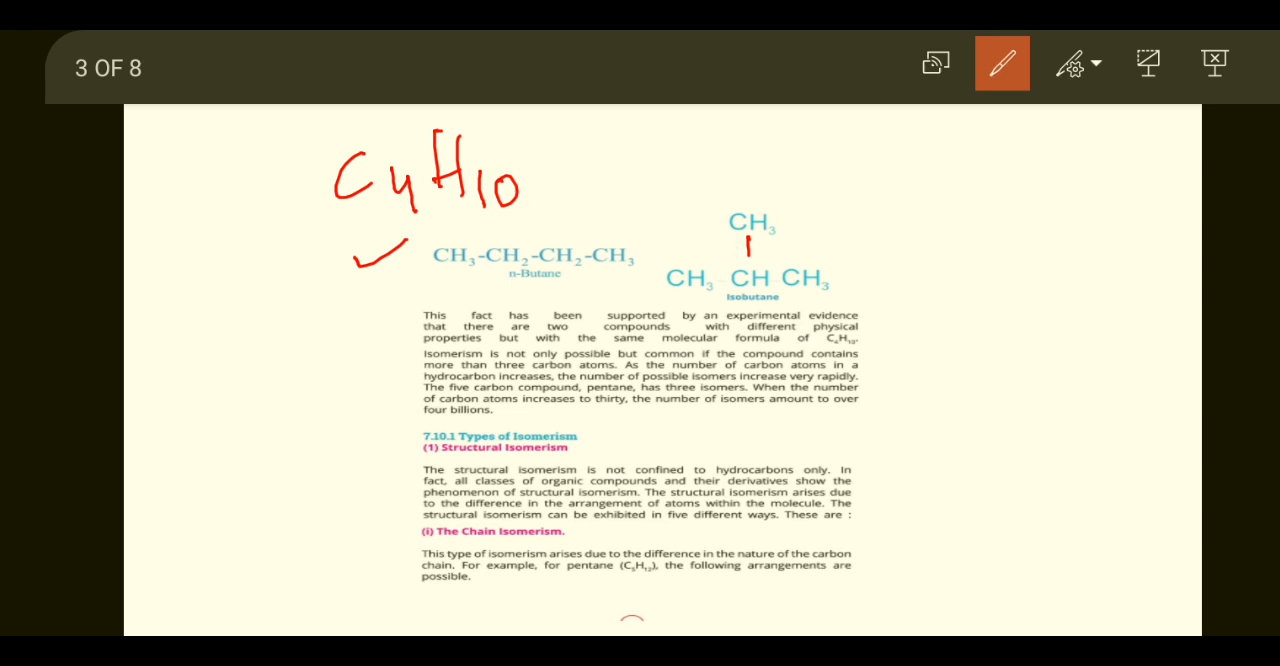 3 OF 8
C4H10
CH3
CH3-CH2-CH2-CH3
n-Butane
CH3 CH CH3
Isobutane
This fact has been supported by an experimental evidence
that there are two compounds with different physical
properties but with the same molecular formula of C4H10.
Isomerism is not only possible but common if the compound contains
more than three carbon atoms. As the number of carbon atoms in a
hydrocarbon increases, the number of possible isomers increase very rapidly.
The five carbon compound, pentane, has three isomers. When the number
of carbon atoms increases to thirty, the number of isomers amount to over
four billions.
7.10.1 Types of Isomerism
(1) Structural Isomerism
The structural isomerism is not confined to hydrocarbons only. In
fact, all classes of organic compounds and their derivatives show the
phenomenon of structural isomerism. The structural isomerism arises due
to the difference in the arrangement of atoms within the molecule. The
structural isomerism can be exhibited in five different ways. These are :
(i) The Chain Isomerism.
This type of isomerism arises due to the difference in the nature of the carbon
chain. For example, for pentane (C5H12), the following arrangements are
possible.